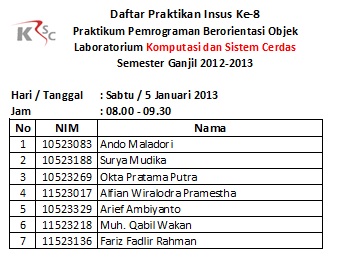 KSC
Daftar Praktikan Insus Ke-8
Praktikum Pemrograman Berorientasi Objek
Laboratorium Komputasi dan Sistem Cerdas
Semester Ganjil 2012-2013
Hari / Tanggal : Sabtu / 5 Januari 2013
Jam : 08.00 - 09.30
No NIM Nama
1 10523083 Ando Maladori
2 10523188 Surya Mudika
3 10523269 Okta Pratama Putra
4 11523017 Alfian Wiralodra Pramestha
5 10523329 Arief Ambiyanto
6 11523218 Muh. Qabil Wakan
7 11523136 Fariz Fadlir Rahman